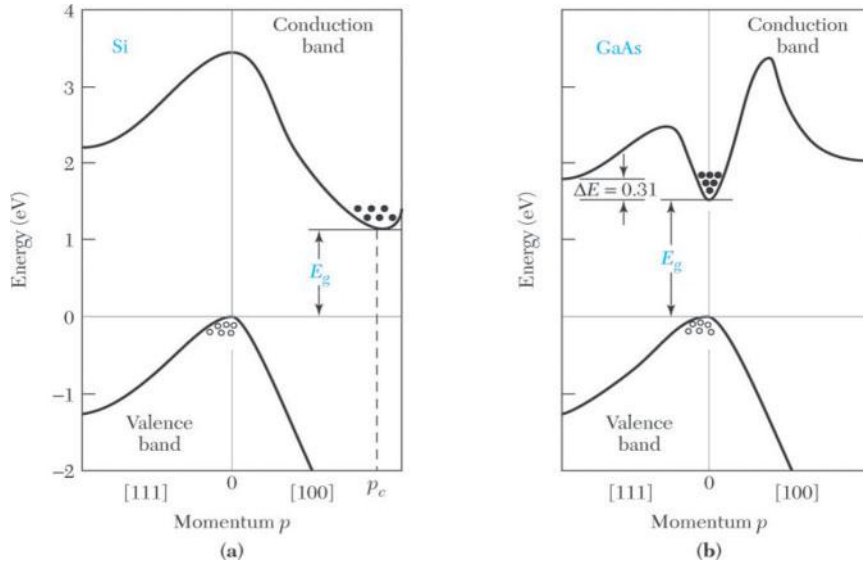 4
3
2
1
0
−1
−2
Energy (eV)
Si
Conduction
band
E_g
Valence
band
[111]
0
[100]
p_c
Momentum p
(a)
Energy (eV)
GaAs
Conduction
band
ΔE = 0.31
E_g
Valence
band
[111]
0
[100]
Momentum p
(b)